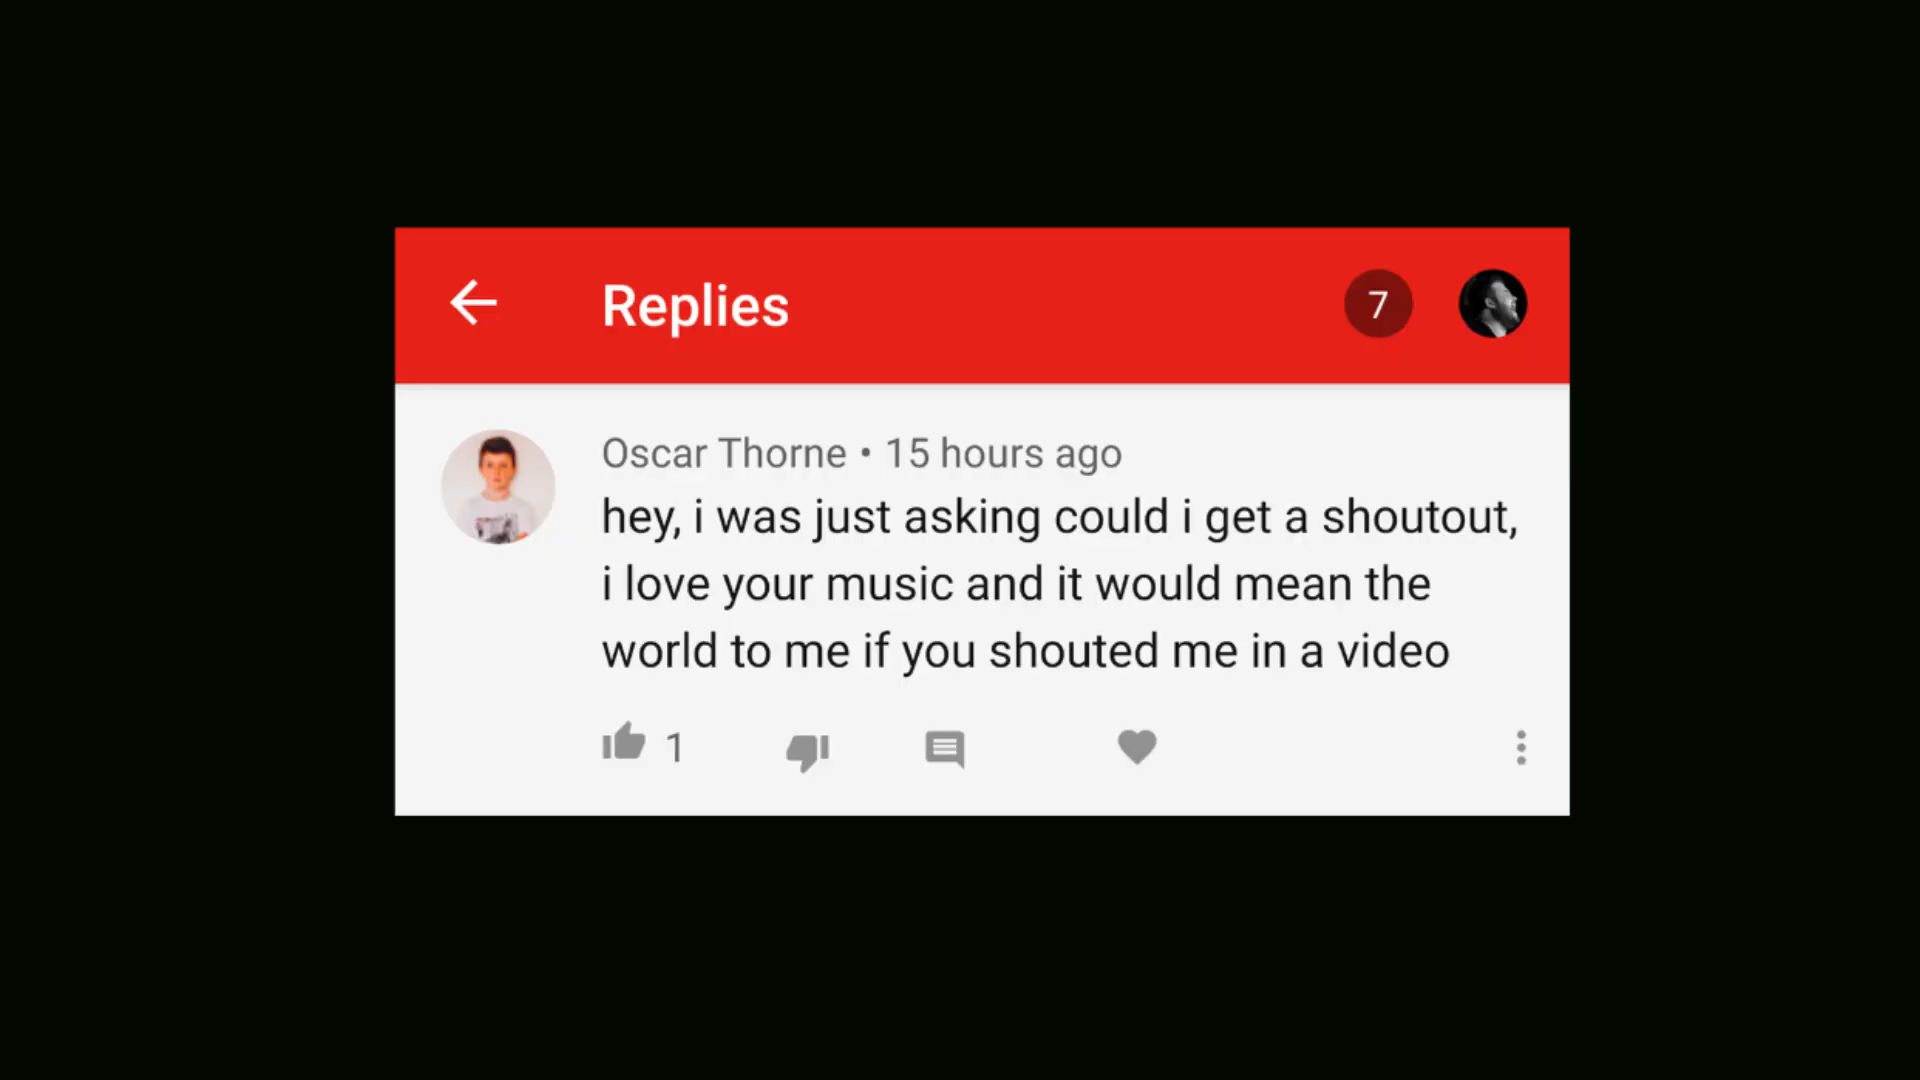 Replies
7
Oscar Thorne • 15 hours ago
hey, i was just asking could i get a shoutout,
i love your music and it would mean the
world to me if you shouted me in a video
1